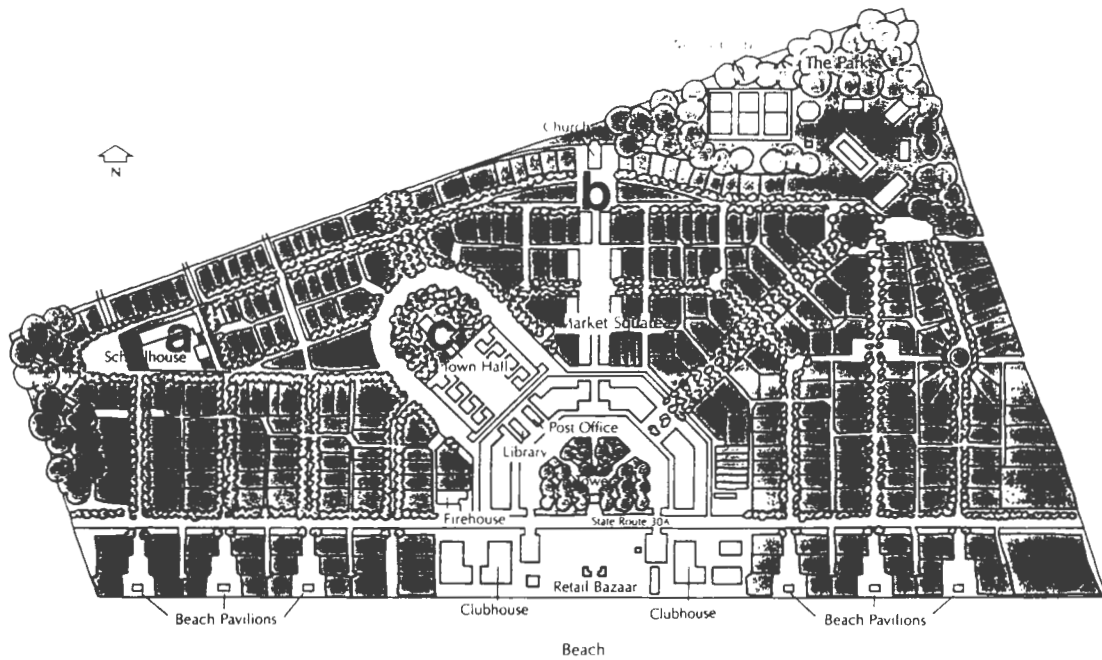 The Park
Church
N
b
a
Schoolhouse
c
Market Square
Town Hall
Post Office
Library
Tower
Firehouse
State Route 30A
Retail Bazaar
Clubhouse
Clubhouse
Beach Pavilions
Beach Pavilions
Beach